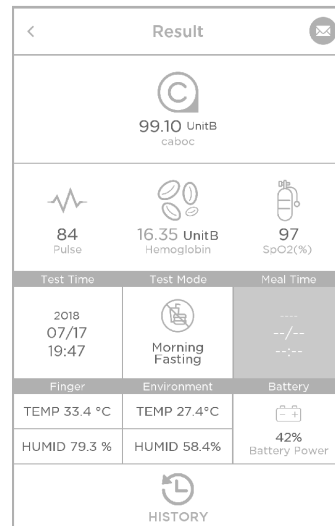 Result
C
99.10 UnitB
caboc
84
Pulse
16.35 UnitB
Hemoglobin
97
SpO2(%)
Test Time
Test Mode
Meal Time
2018
07/17
19:47
Morning
Fasting
----
--/--
--:--
Finger
Environment
Battery
TEMP 33.4 °C
TEMP 27.4°C
HUMID 79.3 %
HUMID 58.4%
42%
Battery Power
HISTORY